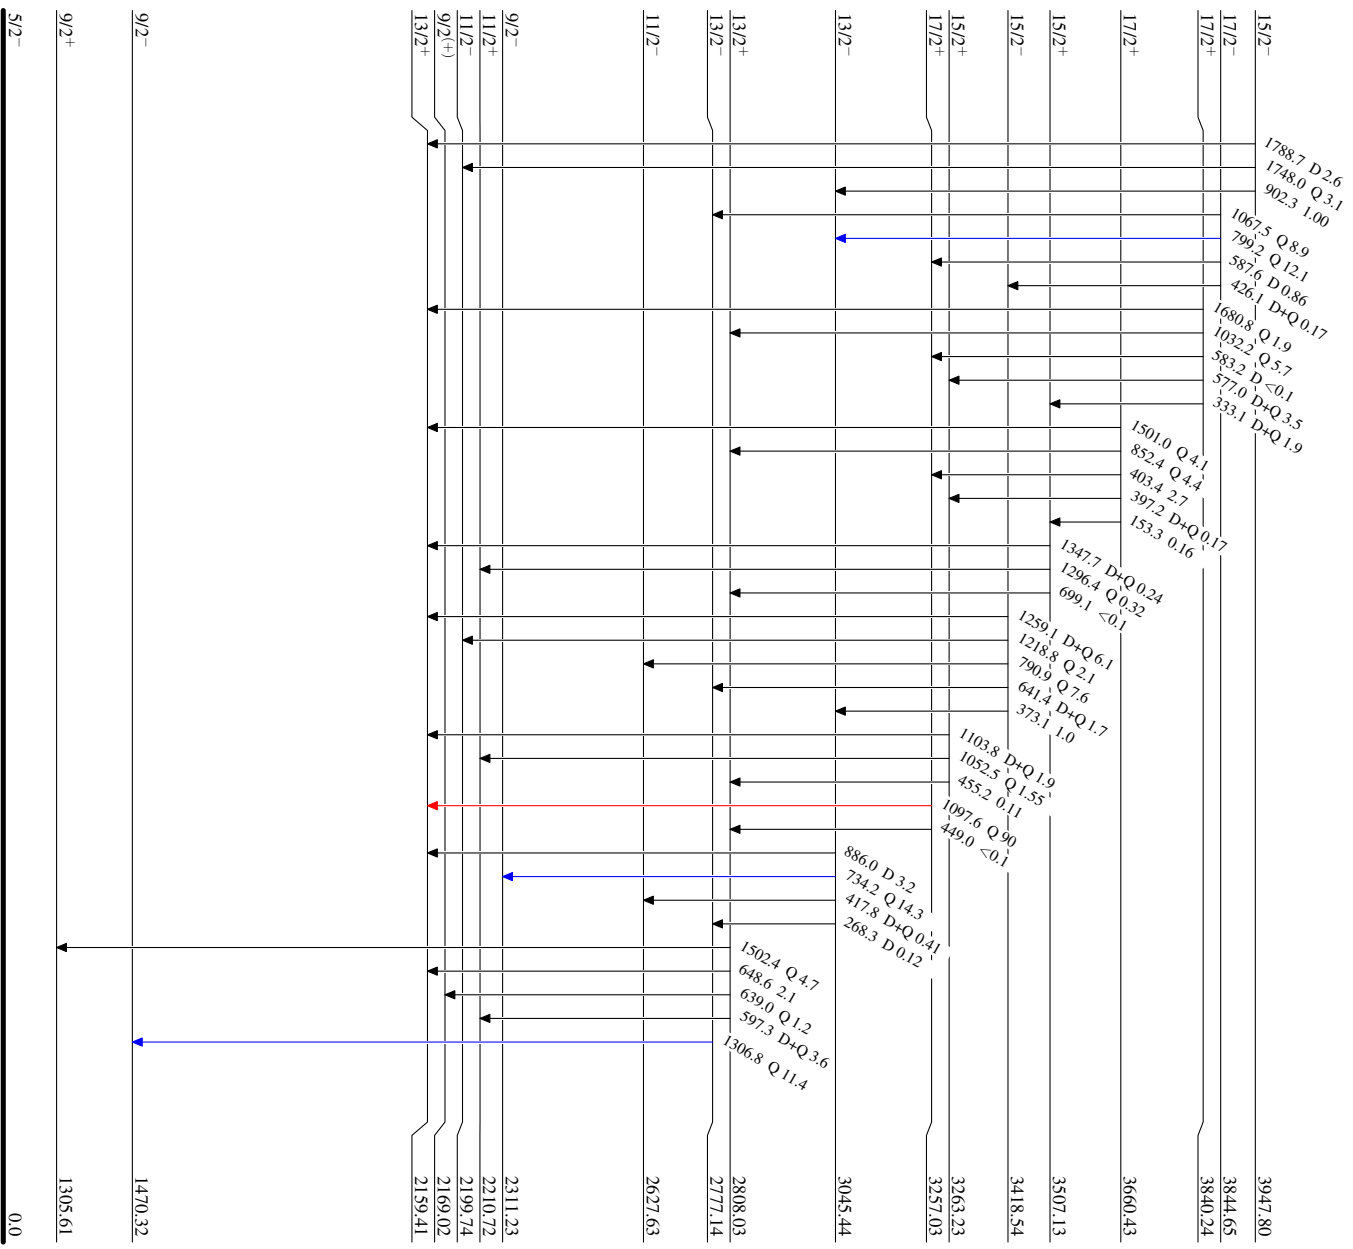 5/2−
9/2+
9/2−
13/2+
9/2(+)
11/2−
11/2+
9/2−
11/2−
13/2−
13/2+
13/2−
17/2+
15/2+
15/2−
15/2+
17/2+
17/2+
17/2−
15/2−
1788.7 D 2.6
1748.0 Q 3.1
902.3 1.00
1067.5 Q 8.9
799.2 Q 12.1
587.6 D 0.86
426.1 D+Q 0.17
1680.8 Q 1.9
1032.2 Q 5.7
583.2 D <0.1
577.0 D+Q 3.5
333.1 D+Q 1.9
1501.0 Q 4.1
852.4 Q 4.4
403.4 2.7
397.2 D+Q 0.17
153.3 0.16
1347.7 D+Q 0.24
1296.4 Q 0.32
699.1 <0.1
1259.1 D+Q 6.1
1218.8 Q 2.1
790.9 Q 7.6
641.4 D+Q 1.7
373.1 1.0
1103.8 D+Q 1.9
1052.5 Q 1.55
455.2 0.11
1097.6 Q 90
449.0 <0.1
886.0 D 3.2
734.2 Q 14.3
417.8 D+Q 0.41
268.3 D 0.12
1502.4 Q 4.7
648.6 2.1
639.0 Q 1.2
597.3 D+Q 3.6
1306.8 Q 11.4
0.0
1305.61
1470.32
2159.41
2169.02
2199.74
2210.72
2311.23
2627.63
2777.14
2808.03
3045.44
3257.03
3263.23
3418.54
3507.13
3660.43
3840.24
3844.65
3947.80